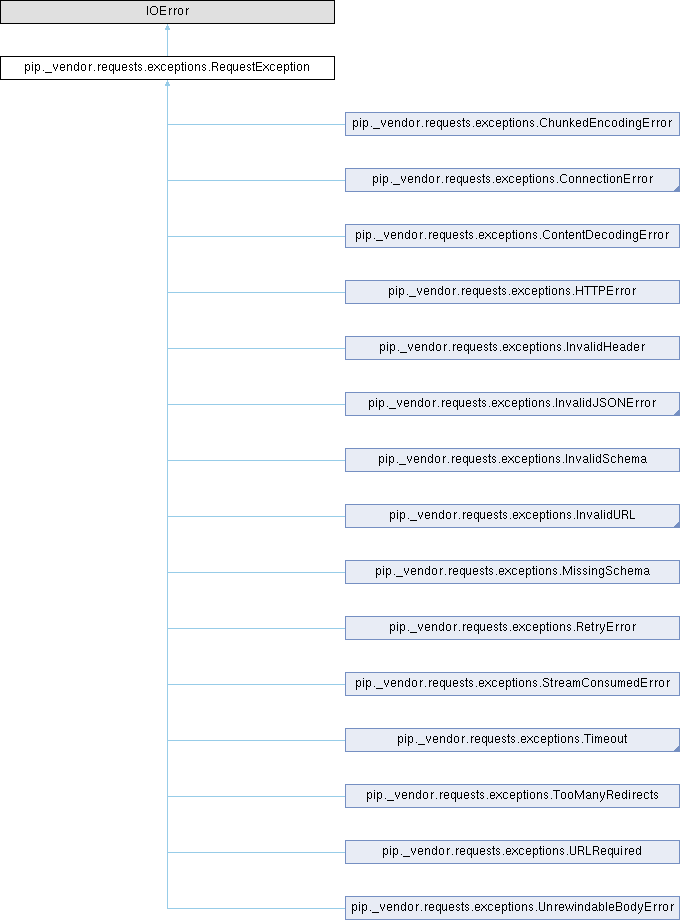 IOError
pip._vendor.requests.exceptions.RequestException
pip._vendor.requests.exceptions.ChunkedEncodingError
pip._vendor.requests.exceptions.ConnectionError
pip._vendor.requests.exceptions.ContentDecodingError
pip._vendor.requests.exceptions.HTTPError
pip._vendor.requests.exceptions.InvalidHeader
pip._vendor.requests.exceptions.InvalidJSONError
pip._vendor.requests.exceptions.InvalidSchema
pip._vendor.requests.exceptions.InvalidURL
pip._vendor.requests.exceptions.MissingSchema
pip._vendor.requests.exceptions.RetryError
pip._vendor.requests.exceptions.StreamConsumedError
pip._vendor.requests.exceptions.Timeout
pip._vendor.requests.exceptions.TooManyRedirects
pip._vendor.requests.exceptions.URLRequired
pip._vendor.requests.exceptions.UnrewindableBodyError